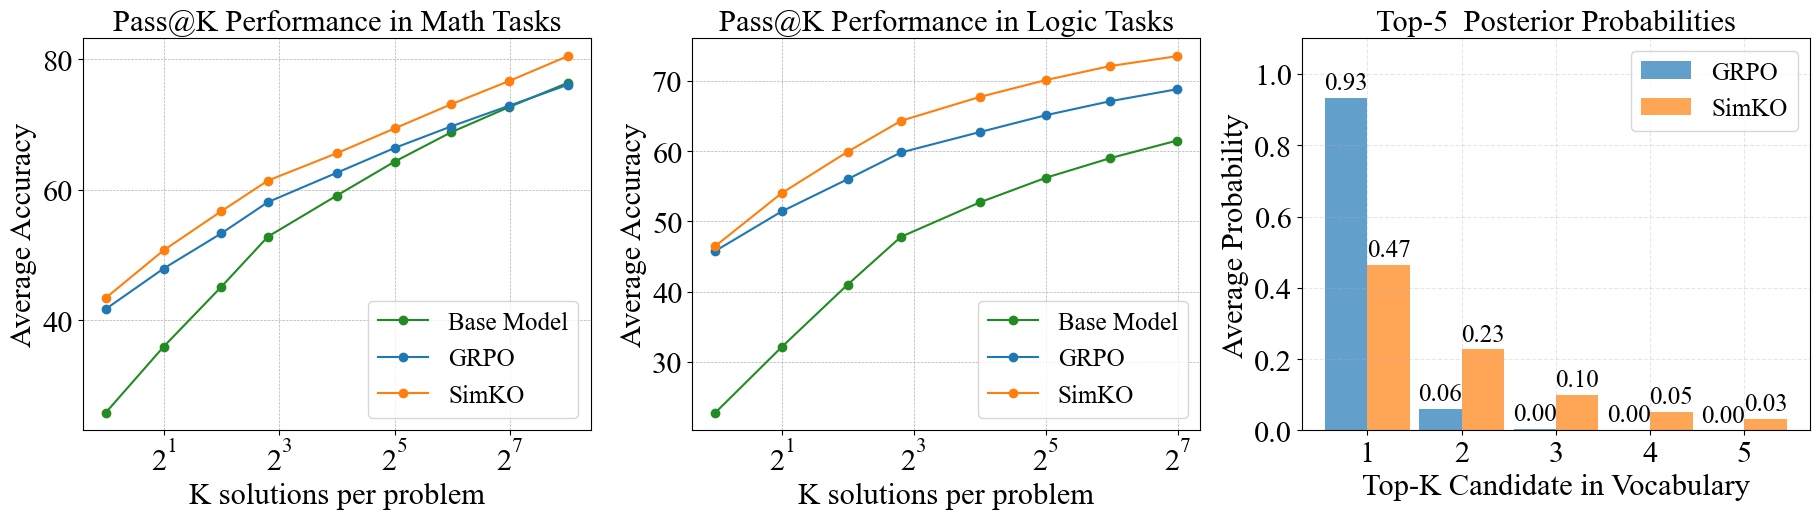 Pass@K Performance in Math Tasks
Average Accuracy
80
60
40
2^1
2^3
2^5
2^7
K solutions per problem
Base Model
GRPO
SimKO
Pass@K Performance in Logic Tasks
Average Accuracy
70
60
50
40
30
2^1
2^3
2^5
2^7
K solutions per problem
Base Model
GRPO
SimKO
Top-5 Posterior Probabilities
Average Probability
1.0
0.8
0.6
0.4
0.2
0.0
0.93
0.47
0.06
0.23
0.00
0.10
0.00
0.05
0.00
0.03
1
2
3
4
5
Top-K Candidate in Vocabulary
GRPO
SimKO